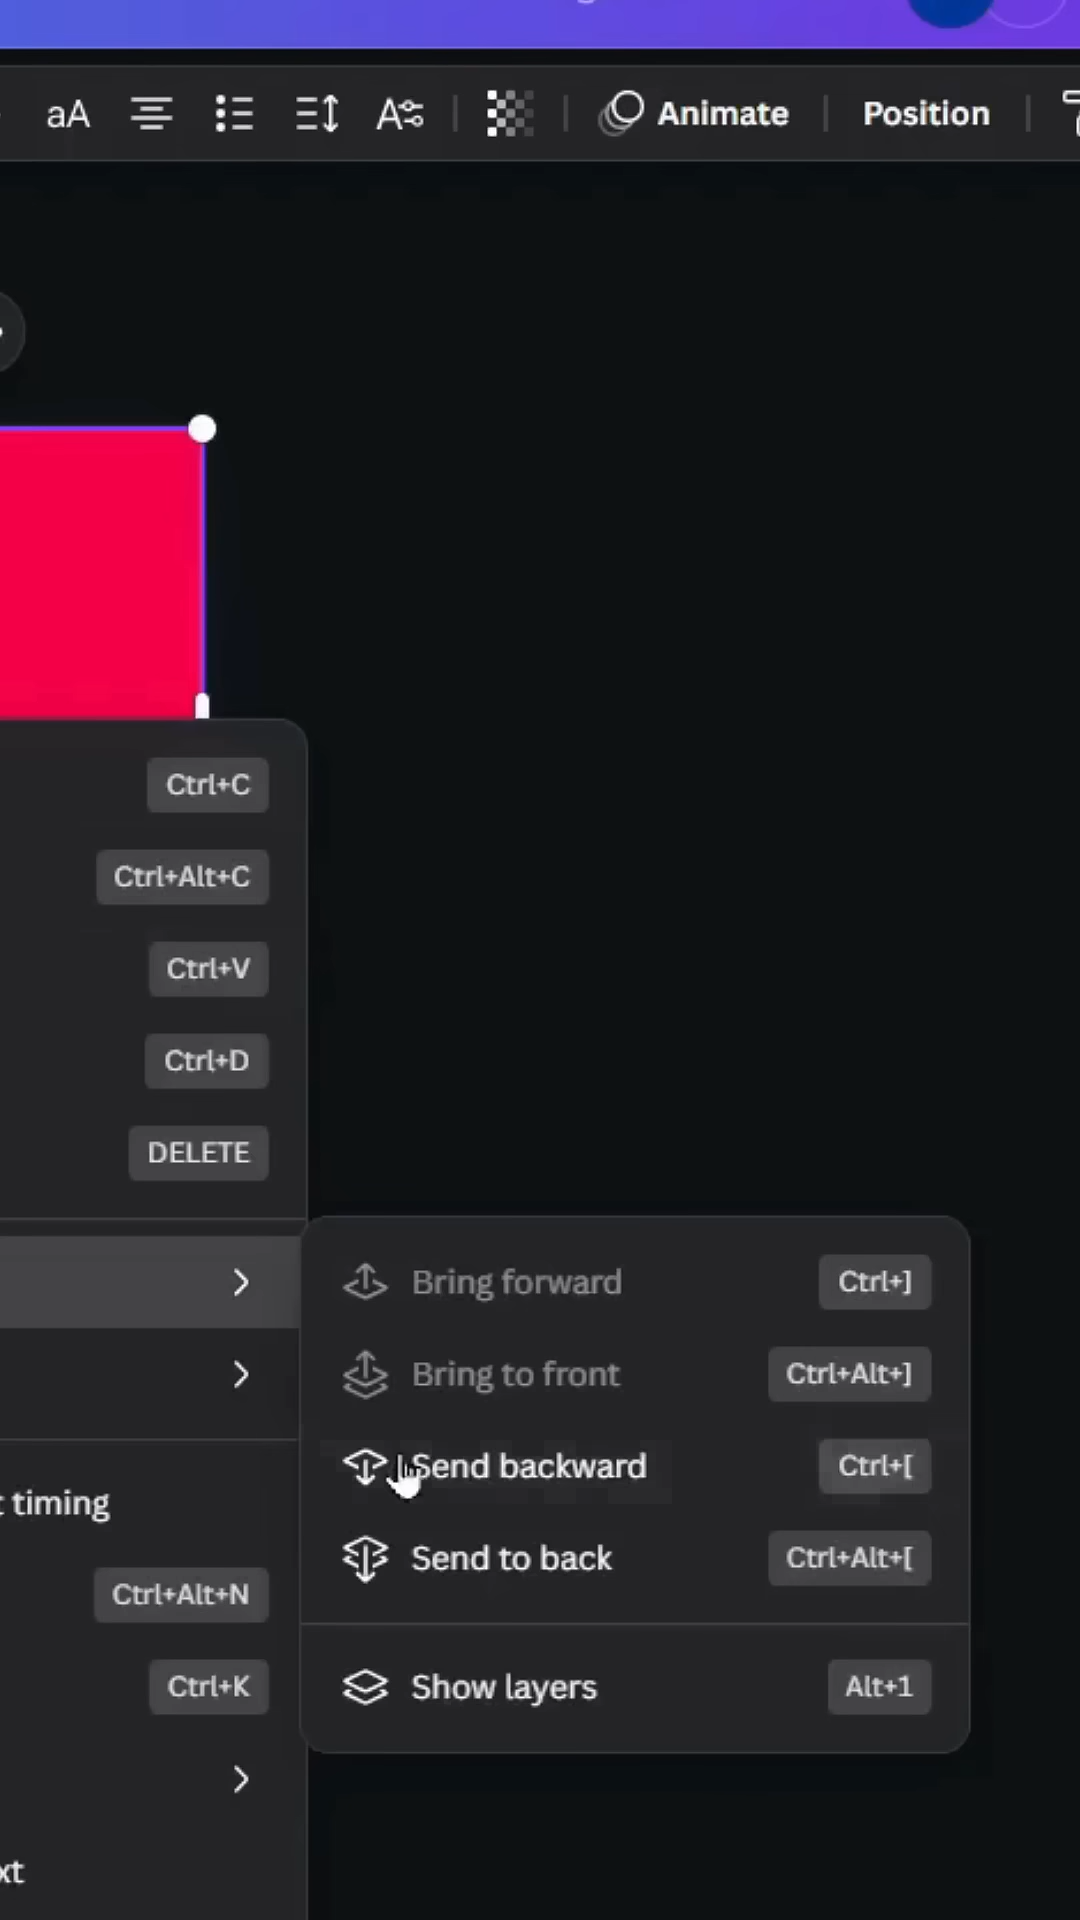 aA
Animate
Position
Ctrl+C
Ctrl+Alt+C
Ctrl+V
Ctrl+D
DELETE
Bring forward Ctrl+]
Bring to front Ctrl+Alt+]
Send backward Ctrl+[
timing
Send to back Ctrl+Alt+[
Ctrl+Alt+N
Ctrl+K
Show layers Alt+1
xt